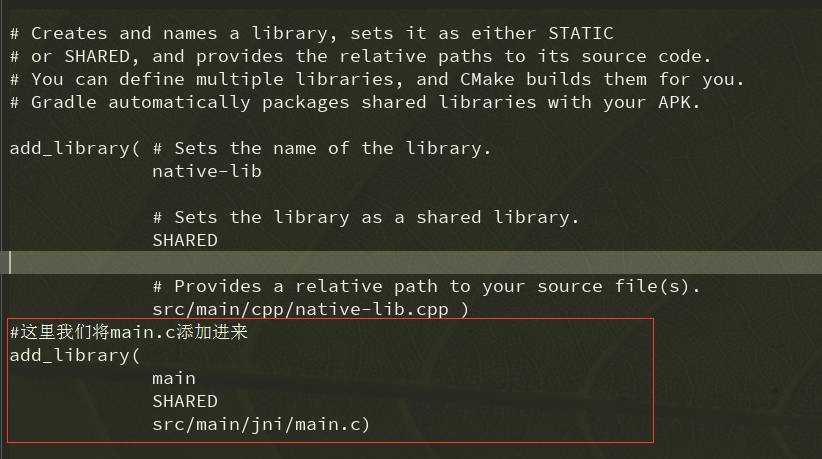 # Creates and names a library, sets it as either STATIC
# or SHARED, and provides the relative paths to its source code.
# You can define multiple libraries, and CMake builds them for you.
# Gradle automatically packages shared libraries with your APK.
add_library( # Sets the name of the library.
native-lib
# Sets the library as a shared library.
SHARED
# Provides a relative path to your source file(s).
src/main/cpp/native-lib.cpp )
#这里我们将main.c添加进来
add_library(
main
SHARED
src/main/jni/main.c)